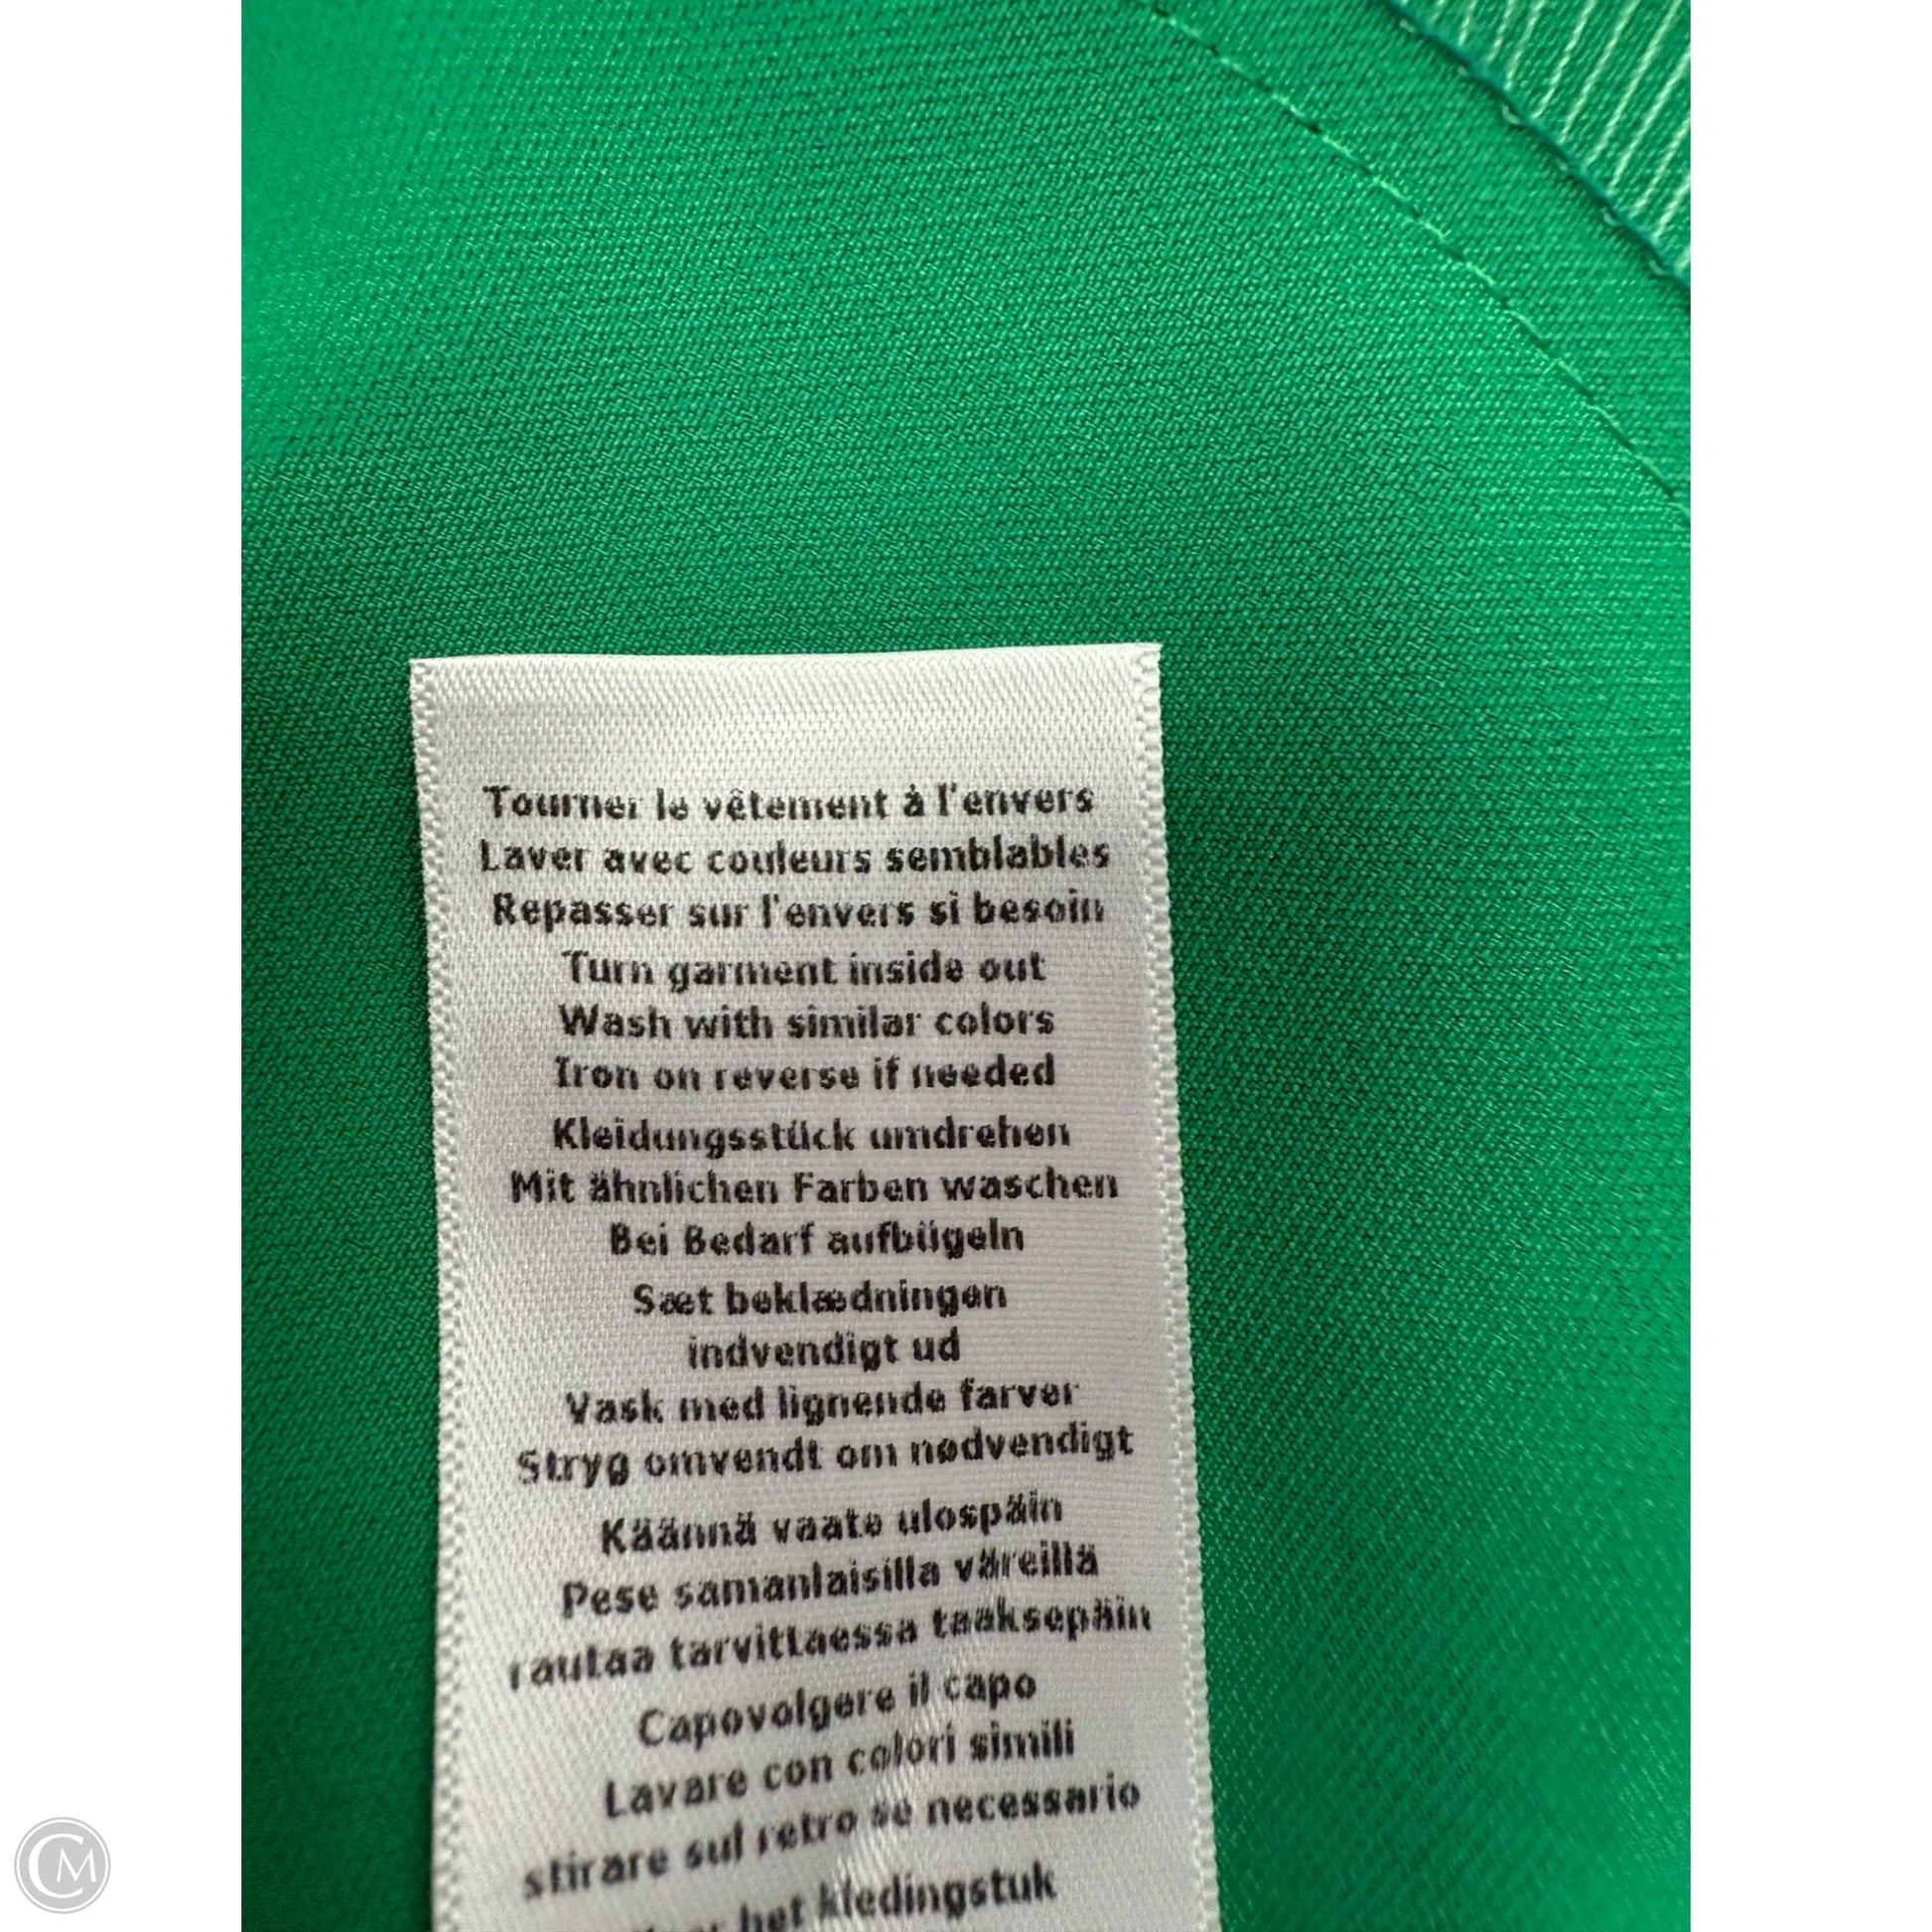 Tourner le vêtement à l'envers
Laver avec couleurs semblables
Repasser sur l'envers si besoin
Turn garment inside out
Wash with similar colors
Iron on reverse if needed
Kleidungsstück umdrehen
Mit ähnlichen Farben waschen
Bei Bedarf aufbügeln
Sæt beklædningen
indvendigt ud
Vask med lignende farver
Stryg omvendt om nødvendigt
Käännä vaate ulospäin
Pese samanlaisilla väreillä
rautaa tarvittaessa taaksepäin
Capovolgere il capo
Lavare con colori simili
stirare sul retro se necessario
het kledingstuk
CM